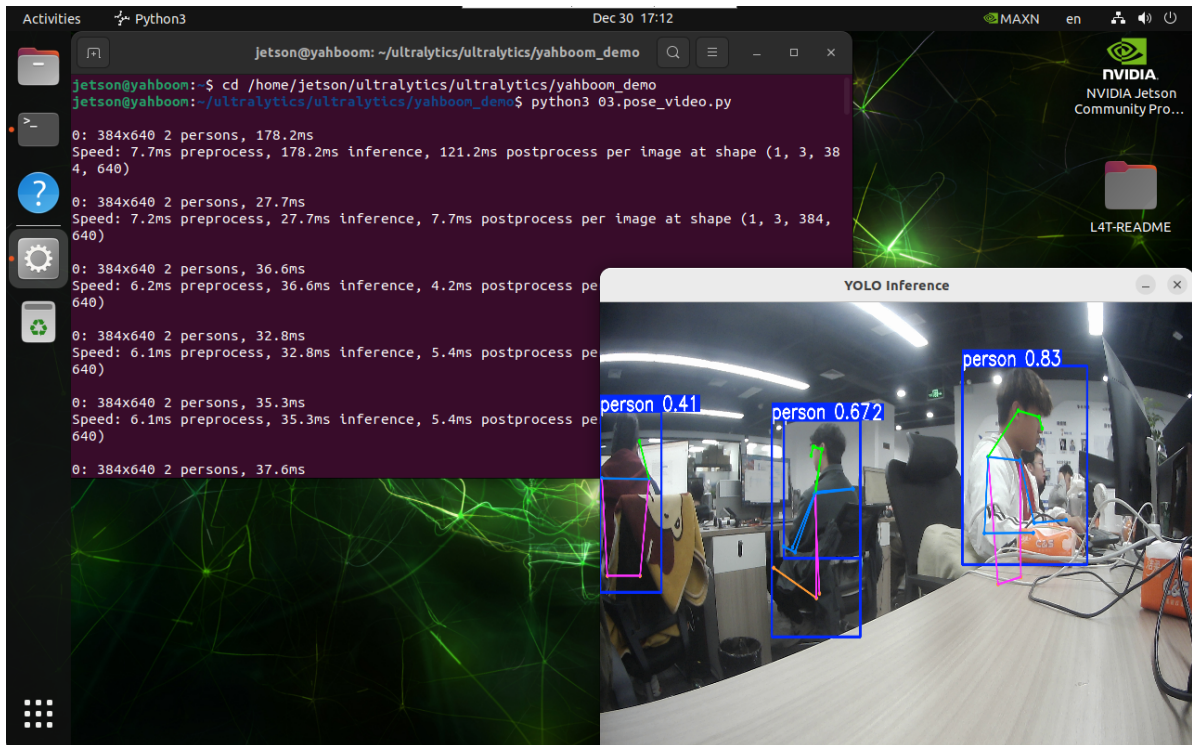 Activities
Python3
Dec 30 17:12
MAXN
en
jetson@yahboom: ~/ultralytics/ultralytics/yahboom_demo
jetson@yahboom:~$ cd /home/jetson/ultralytics/ultralytics/yahboom_demo
jetson@yahboom:~/ultralytics/ultralytics/yahboom_demo$ python3 03.pose_video.py
0: 384x640 2 persons, 178.2ms
Speed: 7.7ms preprocess, 178.2ms inference, 121.2ms postprocess per image at shape (1, 3, 38
4, 640)
0: 384x640 2 persons, 27.7ms
Speed: 7.2ms preprocess, 27.7ms inference, 7.7ms postprocess per image at shape (1, 3, 384,
640)
0: 384x640 2 persons, 36.6ms
Speed: 6.2ms preprocess, 36.6ms inference, 4.2ms postprocess pe
640)
0: 384x640 2 persons, 32.8ms
Speed: 6.1ms preprocess, 32.8ms inference, 5.4ms postprocess pe
640)
0: 384x640 2 persons, 35.3ms
Speed: 6.1ms preprocess, 35.3ms inference, 5.4ms postprocess pe
640)
0: 384x640 2 persons, 37.6ms
NVIDIA.
NVIDIA Jetson
Community Pro...
L4T-README
YOLO Inference
person 0.83
person 0.41
person 0.672